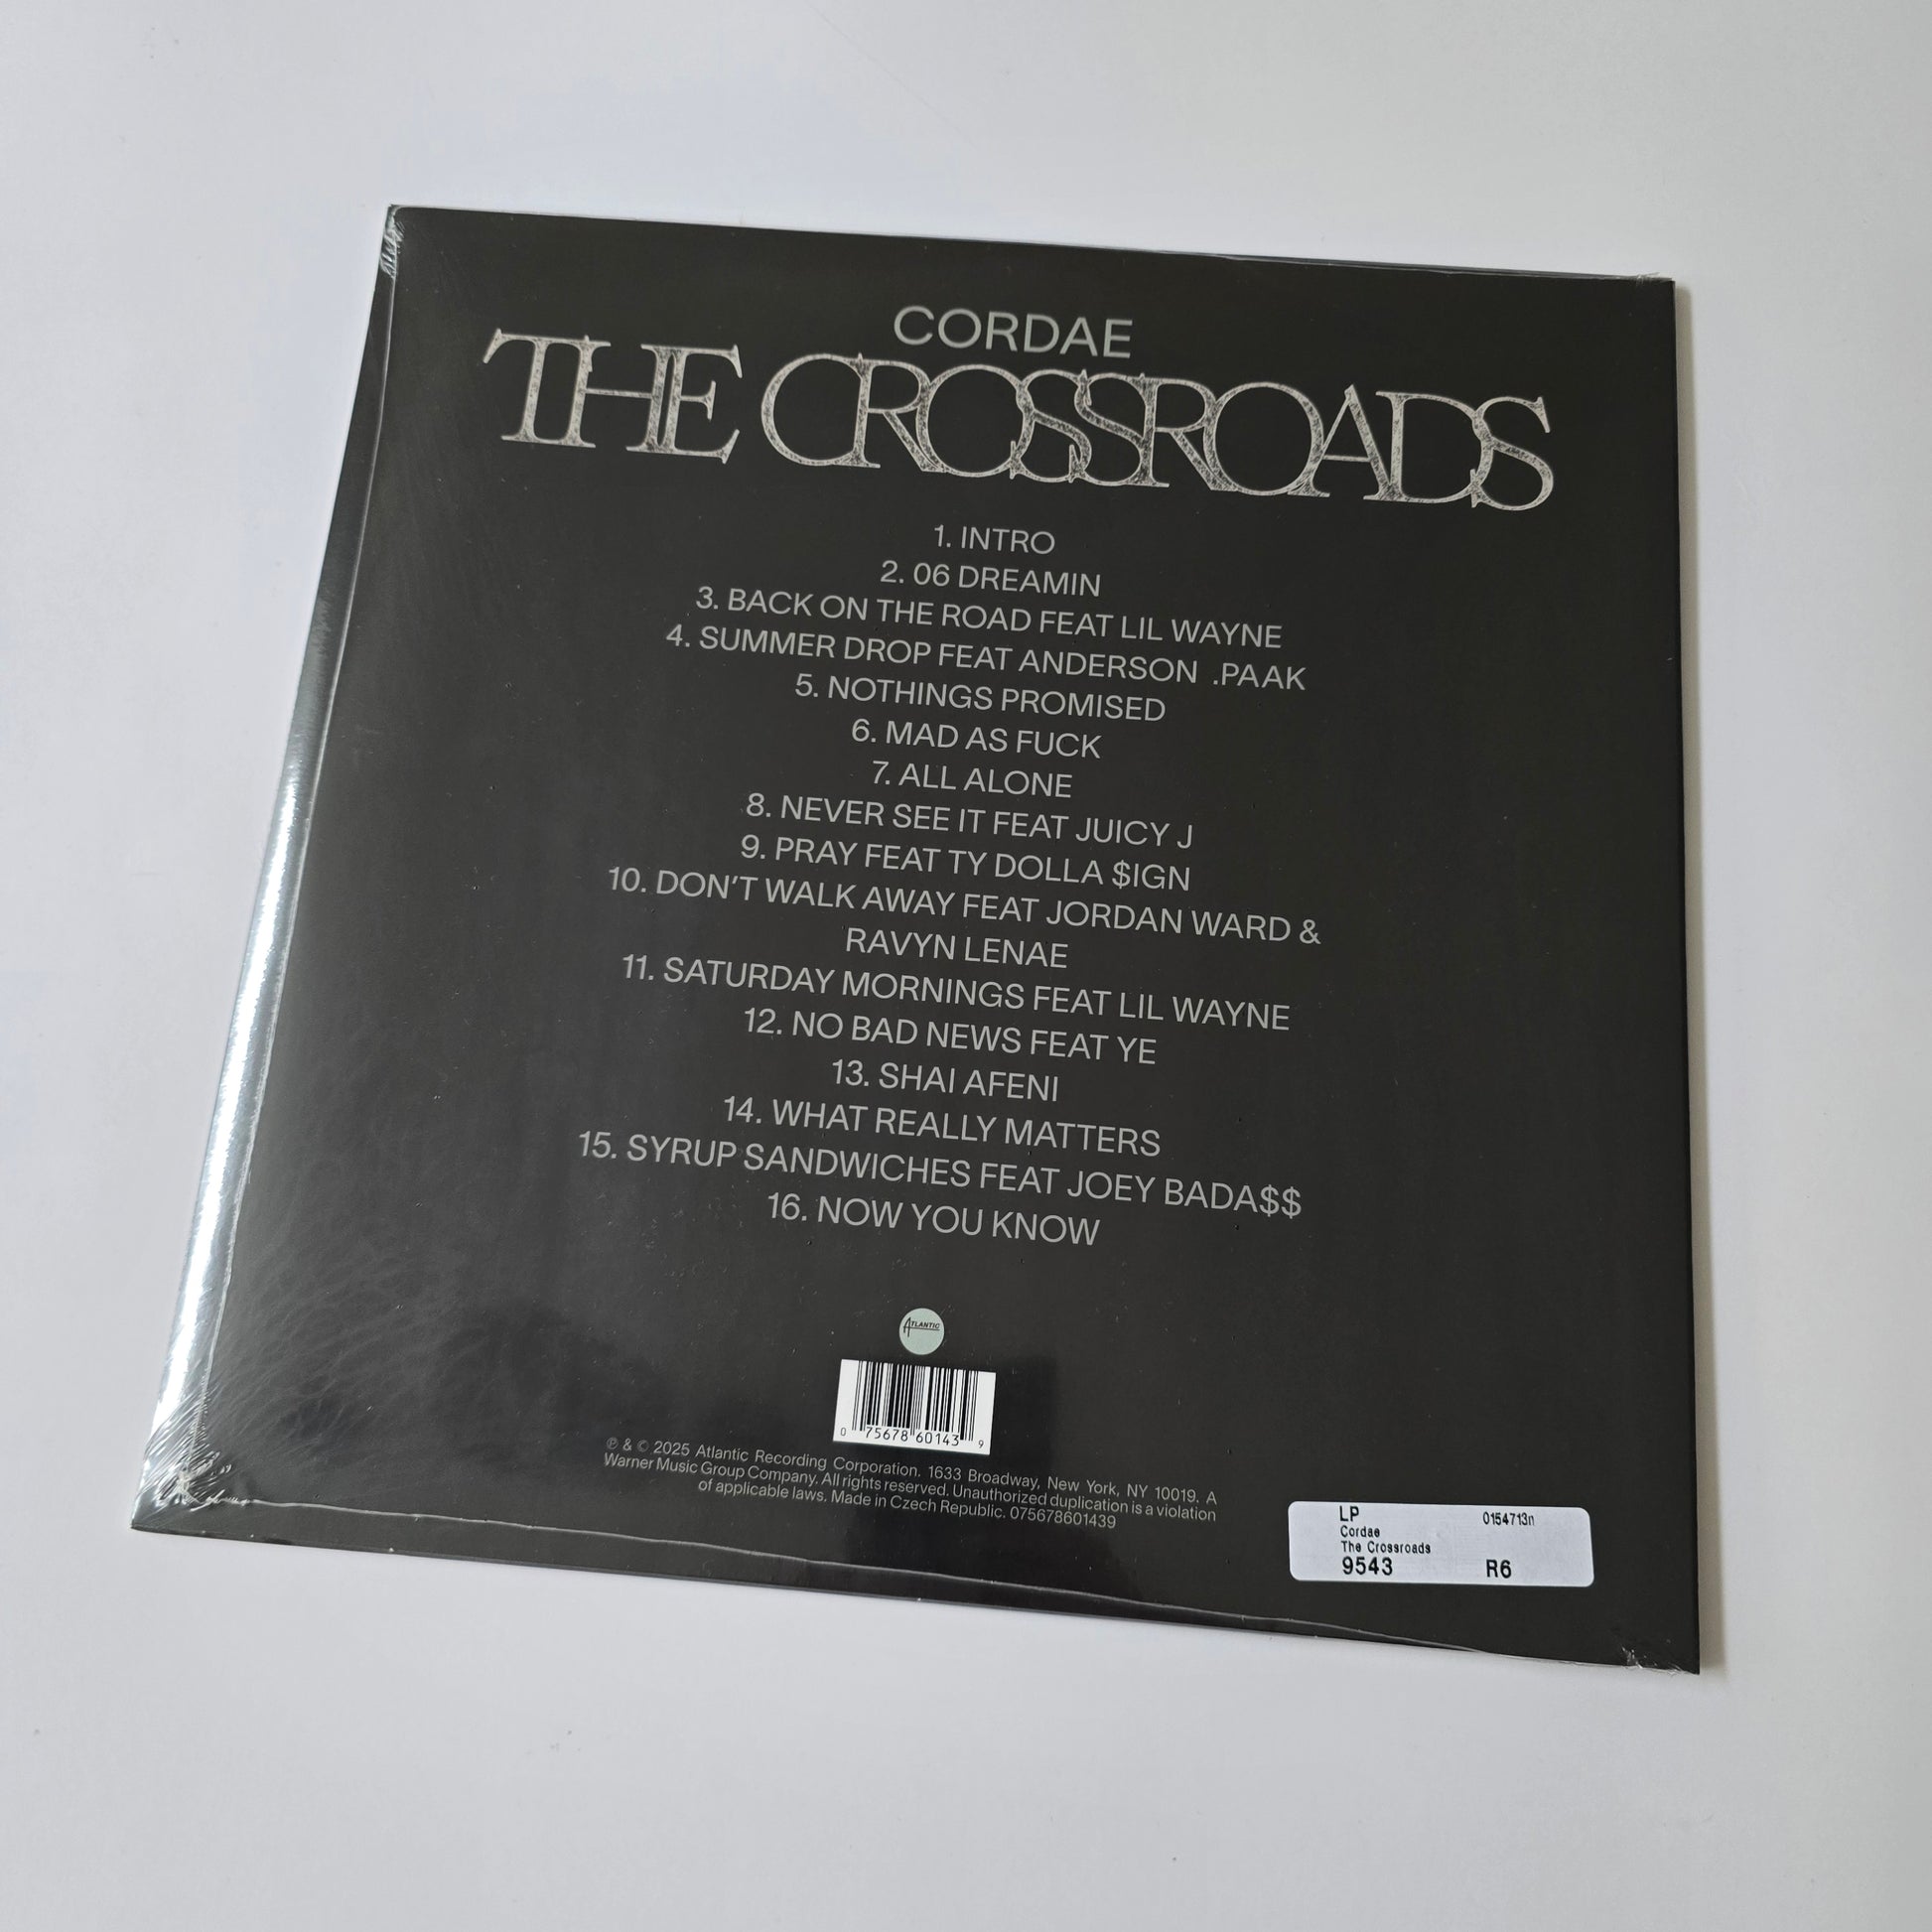 CORDAE
THE CROSSROADS
1. INTRO
2. 06 DREAMIN
3. BACK ON THE ROAD FEAT LIL WAYNE
4. SUMMER DROP FEAT ANDERSON .PAAK
5. NOTHINGS PROMISED
6. MAD AS FUCK
7. ALL ALONE
8. NEVER SEE IT FEAT JUICY J
9. PRAY FEAT TY DOLLA $IGN
10. DON'T WALK AWAY FEAT JORDAN WARD &
RAVYN LENAE
11. SATURDAY MORNINGS FEAT LIL WAYNE
12. NO BAD NEWS FEAT YE
13. SHAI AFENI
14. WHAT REALLY MATTERS
15. SYRUP SANDWICHES FEAT JOEY BADA$$
16. NOW YOU KNOW
ATLANTIC
0 75678 60143 9
℗ & © 2025 Atlantic Recording Corporation. 1633 Broadway, New York, NY 10019. A
Warner Music Group Company. All rights reserved. Unauthorized duplication is a violation
of applicable laws. Made in Czech Republic. 075678601439
LP 0154713n
Cordae
The Crossroads
9543 R6